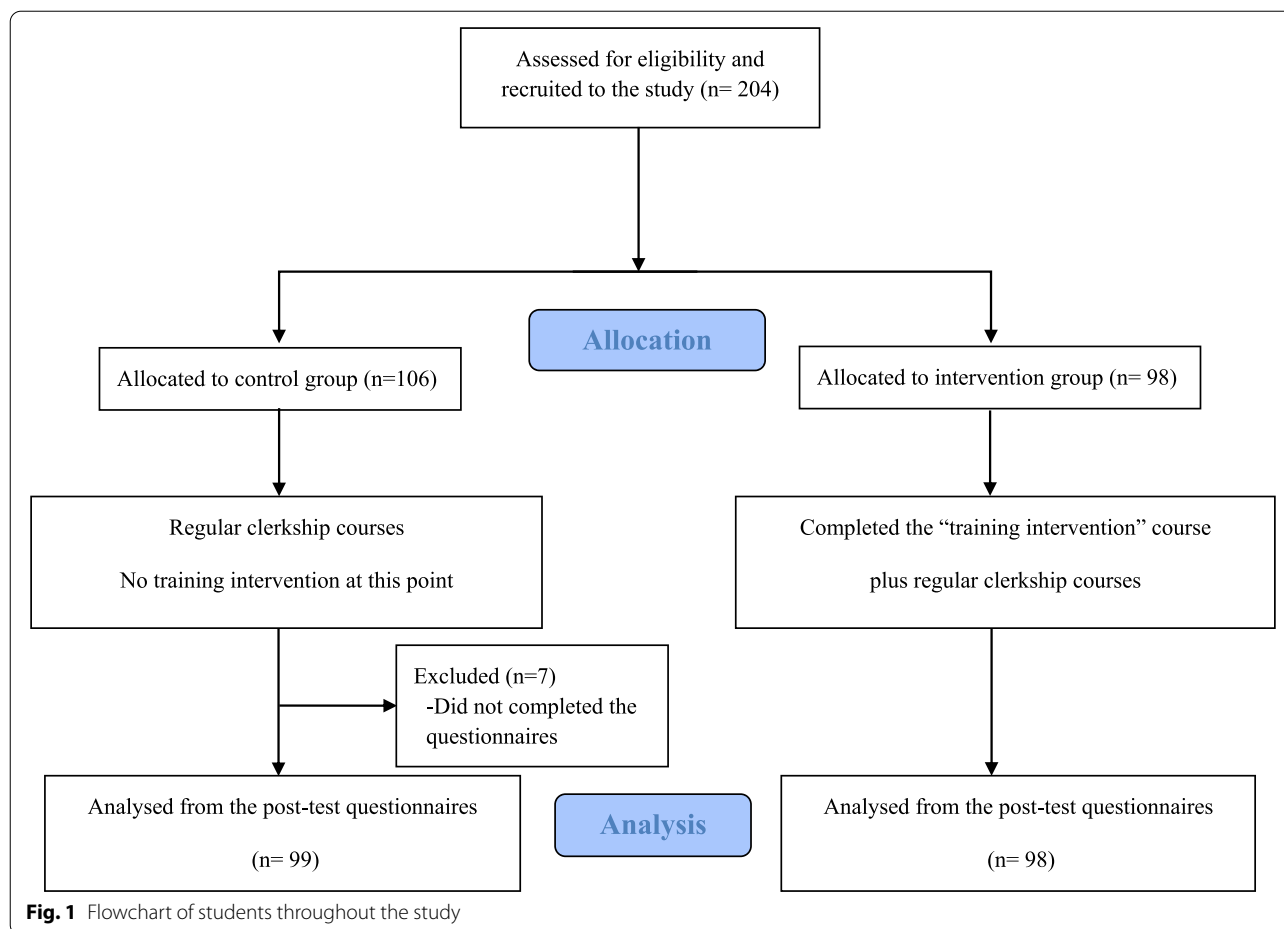 Assessed for eligibility and
recruited to the study (n= 204)
Allocation
Allocated to control group (n=106)
Allocated to intervention group (n= 98)
Regular clerkship courses
No training intervention at this point
Completed the “training intervention” course
plus regular clerkship courses
Excluded (n=7)
-Did not completed the
questionnaires
Analysed from the post-test questionnaires
(n= 99)
Analysis
Analysed from the post-test questionnaires
(n= 98)
Fig. 1 Flowchart of students throughout the study